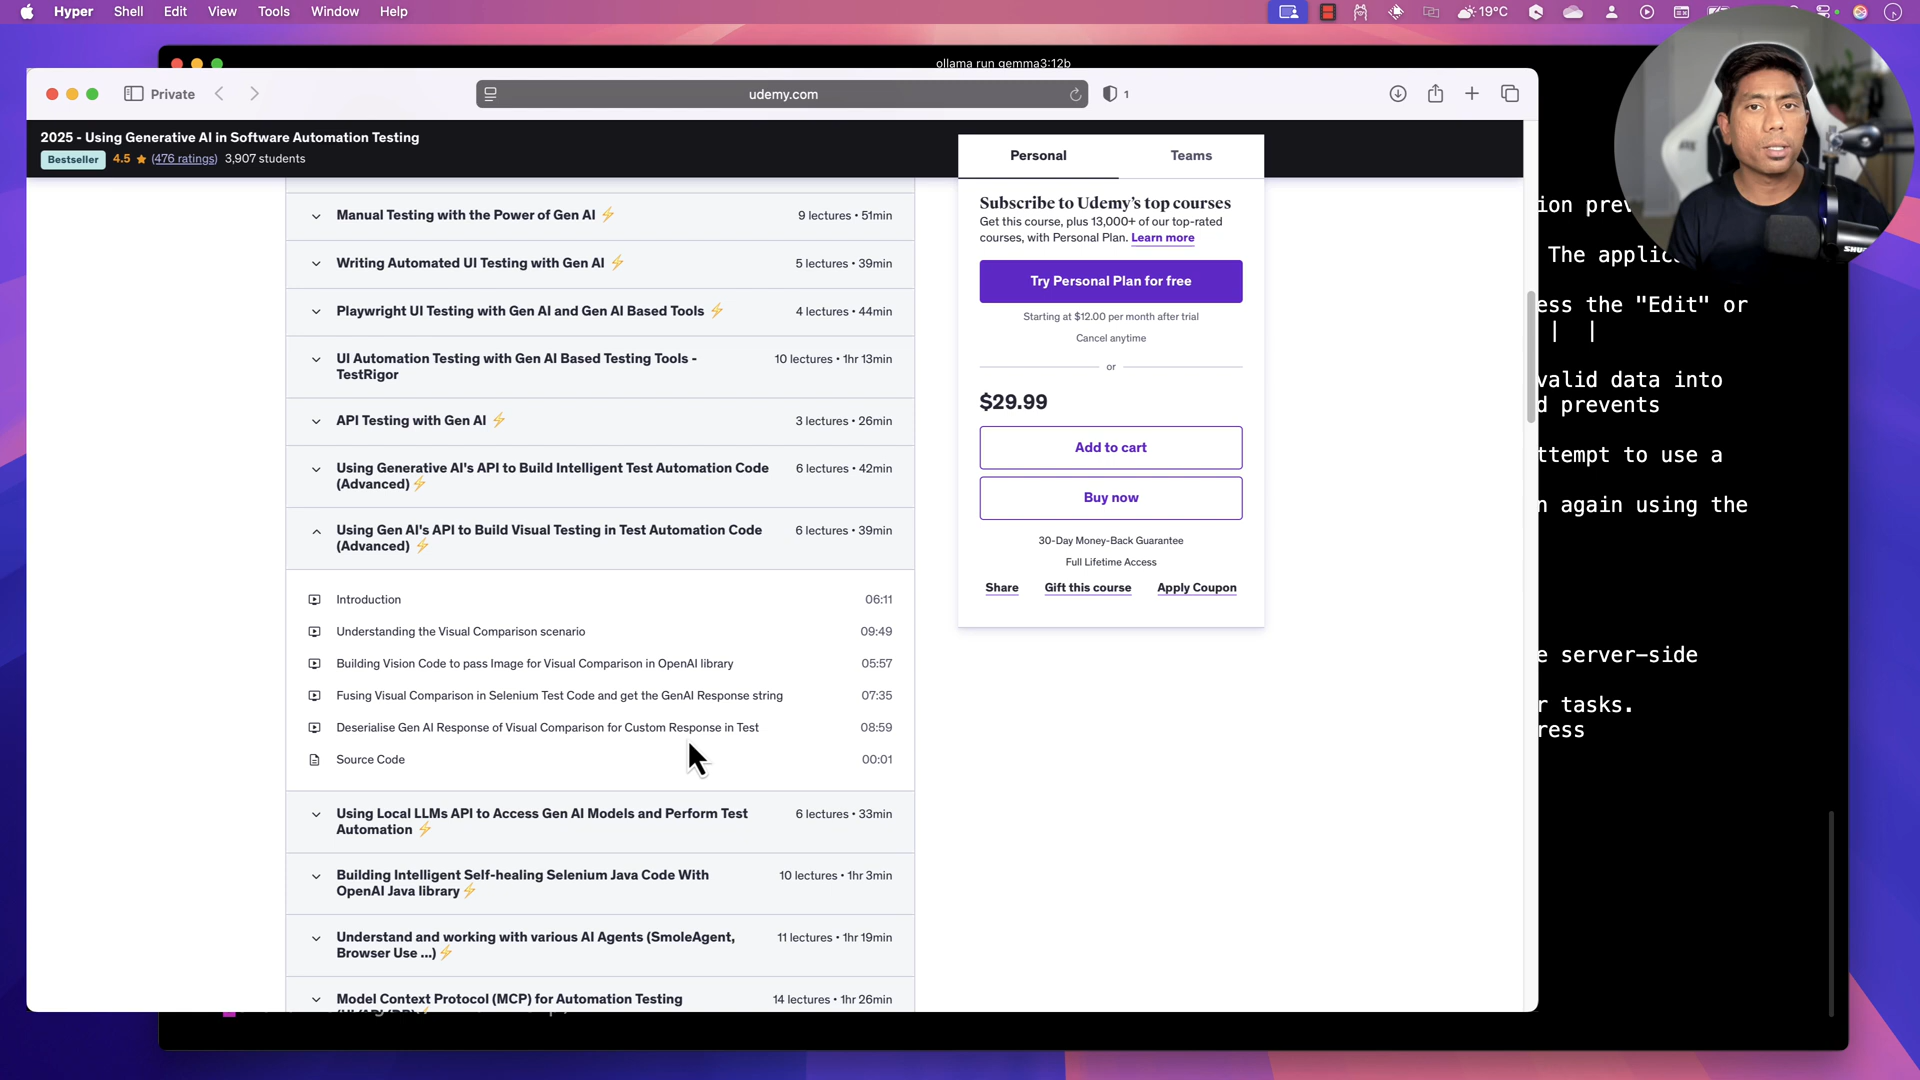 Hyper Shell Edit View Tools Window Help
19°C
ollama run gemma3:12b
Private
udemy.com
1
2025 - Using Generative AI in Software Automation Testing
Bestseller 4.5 (476 ratings) 3,907 students
Manual Testing with the Power of Gen AI ⚡ 9 lectures • 51min
Writing Automated UI Testing with Gen AI ⚡ 5 lectures • 39min
Playwright UI Testing with Gen AI and Gen AI Based Tools ⚡ 4 lectures • 44min
UI Automation Testing with Gen AI Based Testing Tools - 10 lectures • 1hr 13min
TestRigor
API Testing with Gen AI ⚡ 3 lectures • 26min
Using Generative AI's API to Build Intelligent Test Automation Code 6 lectures • 42min
(Advanced) ⚡
Using Gen AI's API to Build Visual Testing in Test Automation Code 6 lectures • 39min
(Advanced) ⚡
Introduction 06:11
Understanding the Visual Comparison scenario 09:49
Building Vision Code to pass Image for Visual Comparison in OpenAI library 05:57
Fusing Visual Comparison in Selenium Test Code and get the GenAI Response string 07:35
Deserialise Gen AI Response of Visual Comparison for Custom Response in Test 08:59
Source Code 00:01
Using Local LLMs API to Access Gen AI Models and Perform Test 6 lectures • 33min
Automation ⚡
Building Intelligent Self-healing Selenium Java Code With 10 lectures • 1hr 3min
OpenAI Java library ⚡
Understand and working with various AI Agents (SmoleAgent, 11 lectures • 1hr 19min
Browser Use ...) ⚡
Model Context Protocol (MCP) for Automation Testing 14 lectures • 1hr 26min
Personal Teams
Subscribe to Udemy's top courses
Get this course, plus 13,000+ of our top-rated
courses, with Personal Plan. Learn more
Try Personal Plan for free
Starting at $12.00 per month after trial
Cancel anytime
or
$29.99
Add to cart
Buy now
30-Day Money-Back Guarantee
Full Lifetime Access
Share Gift this course Apply Coupon
The applic
ess the "Edit" or
| |
valid data into
d prevents
ttempt to use a
n again using the
e server-side
r tasks.
ress